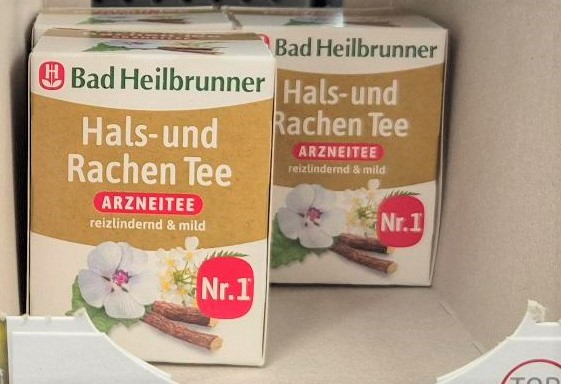 Bad Heilbrunner
Hals- und
Rachen Tee
ARZNEITEE
reizlindernd & mild
Nr.1
Bad Heilbrunner
Hals- und
Rachen Tee
ARZNEITEE
reizlindernd & mild
Nr.1